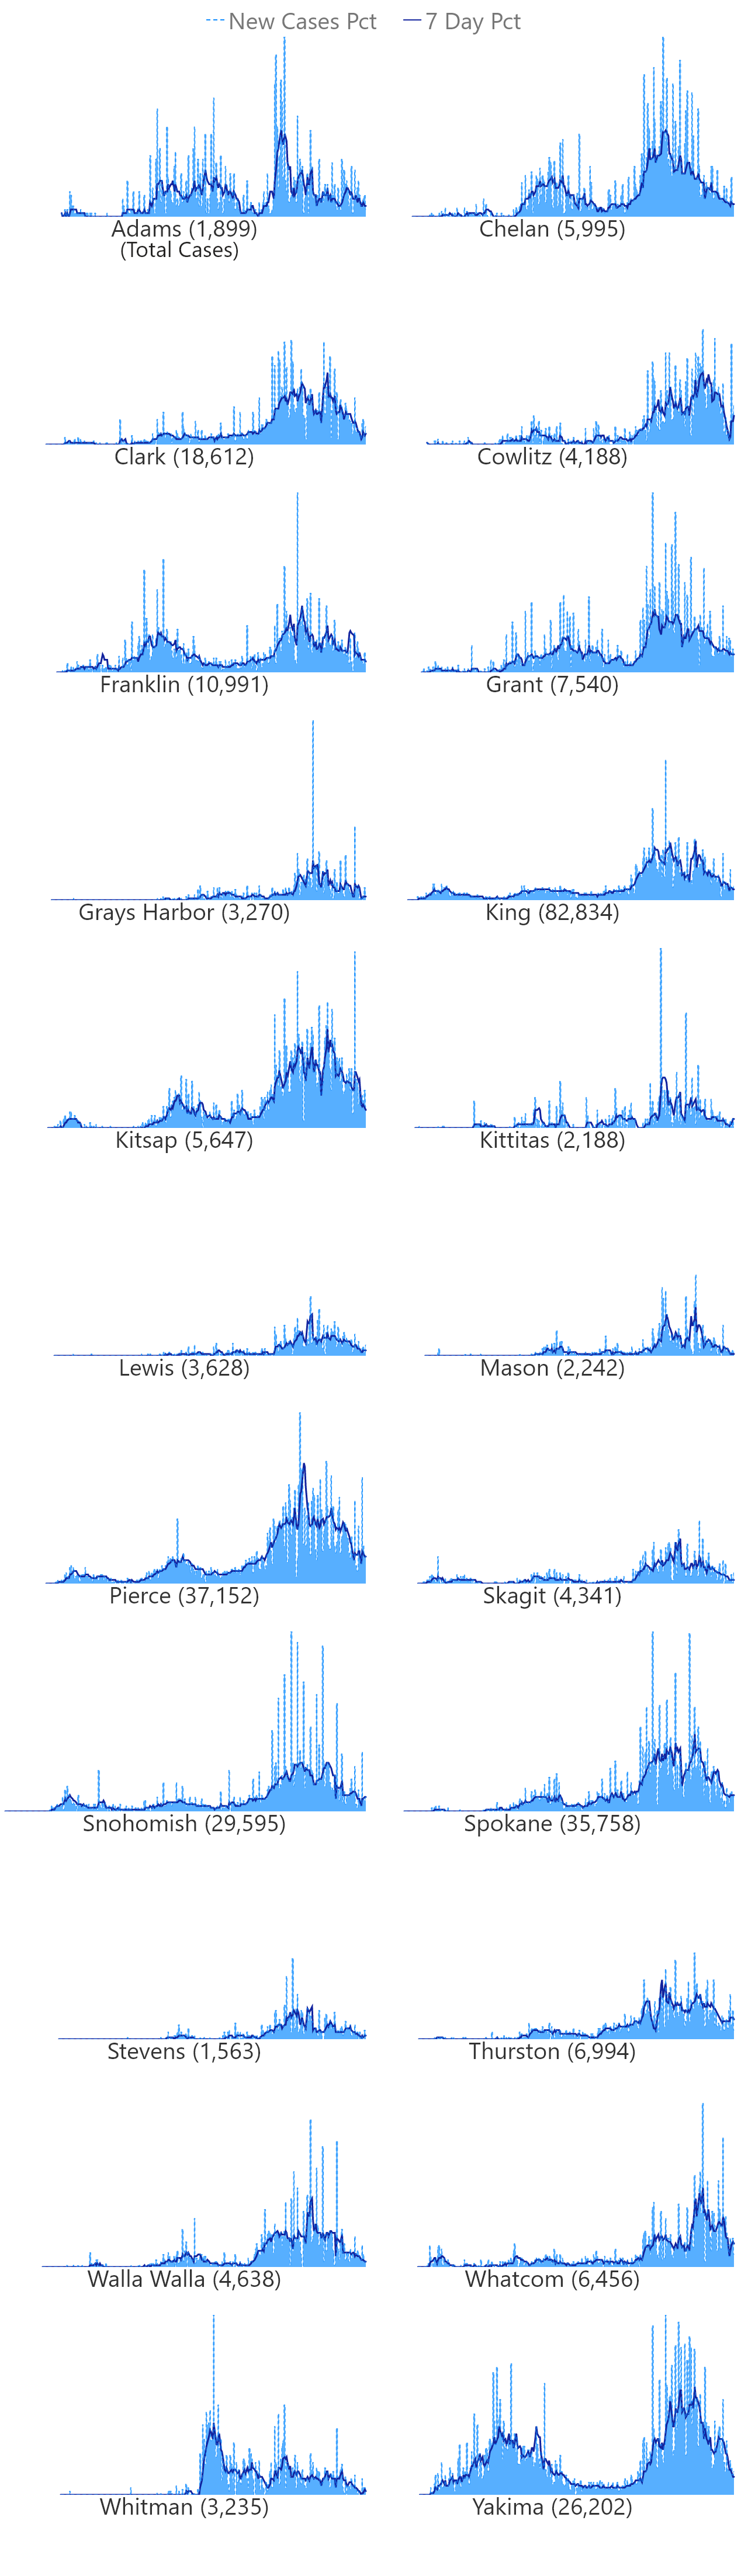 New Cases Pct 7 Day Pct
Adams (1,899)
(Total Cases)
Chelan (5,995)
Clark (18,612)
Cowlitz (4,188)
Franklin (10,991)
Grant (7,540)
Grays Harbor (3,270)
King (82,834)
Kitsap (5,647)
Kittitas (2,188)
Lewis (3,628)
Mason (2,242)
Pierce (37,152)
Skagit (4,341)
Snohomish (29,595)
Spokane (35,758)
Stevens (1,563)
Thurston (6,994)
Walla Walla (4,638)
Whatcom (6,456)
Whitman (3,235)
Yakima (26,202)